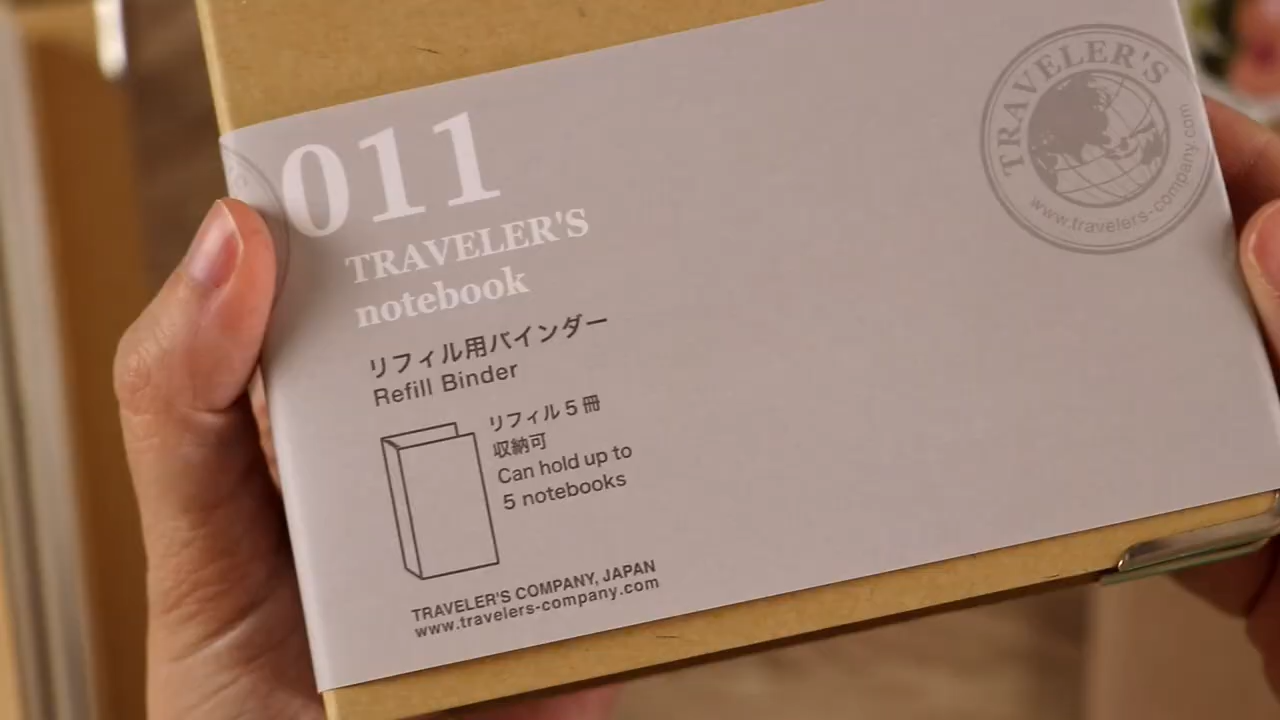 011
TRAVELER'S
notebook
リフィル用バインダー
Refill Binder
リフィル 5 冊
収納可
Can hold up to
5 notebooks
TRAVELER'S COMPANY, JAPAN
www.travelers-company.com
TRAVELER'S
www.travelers-company.com